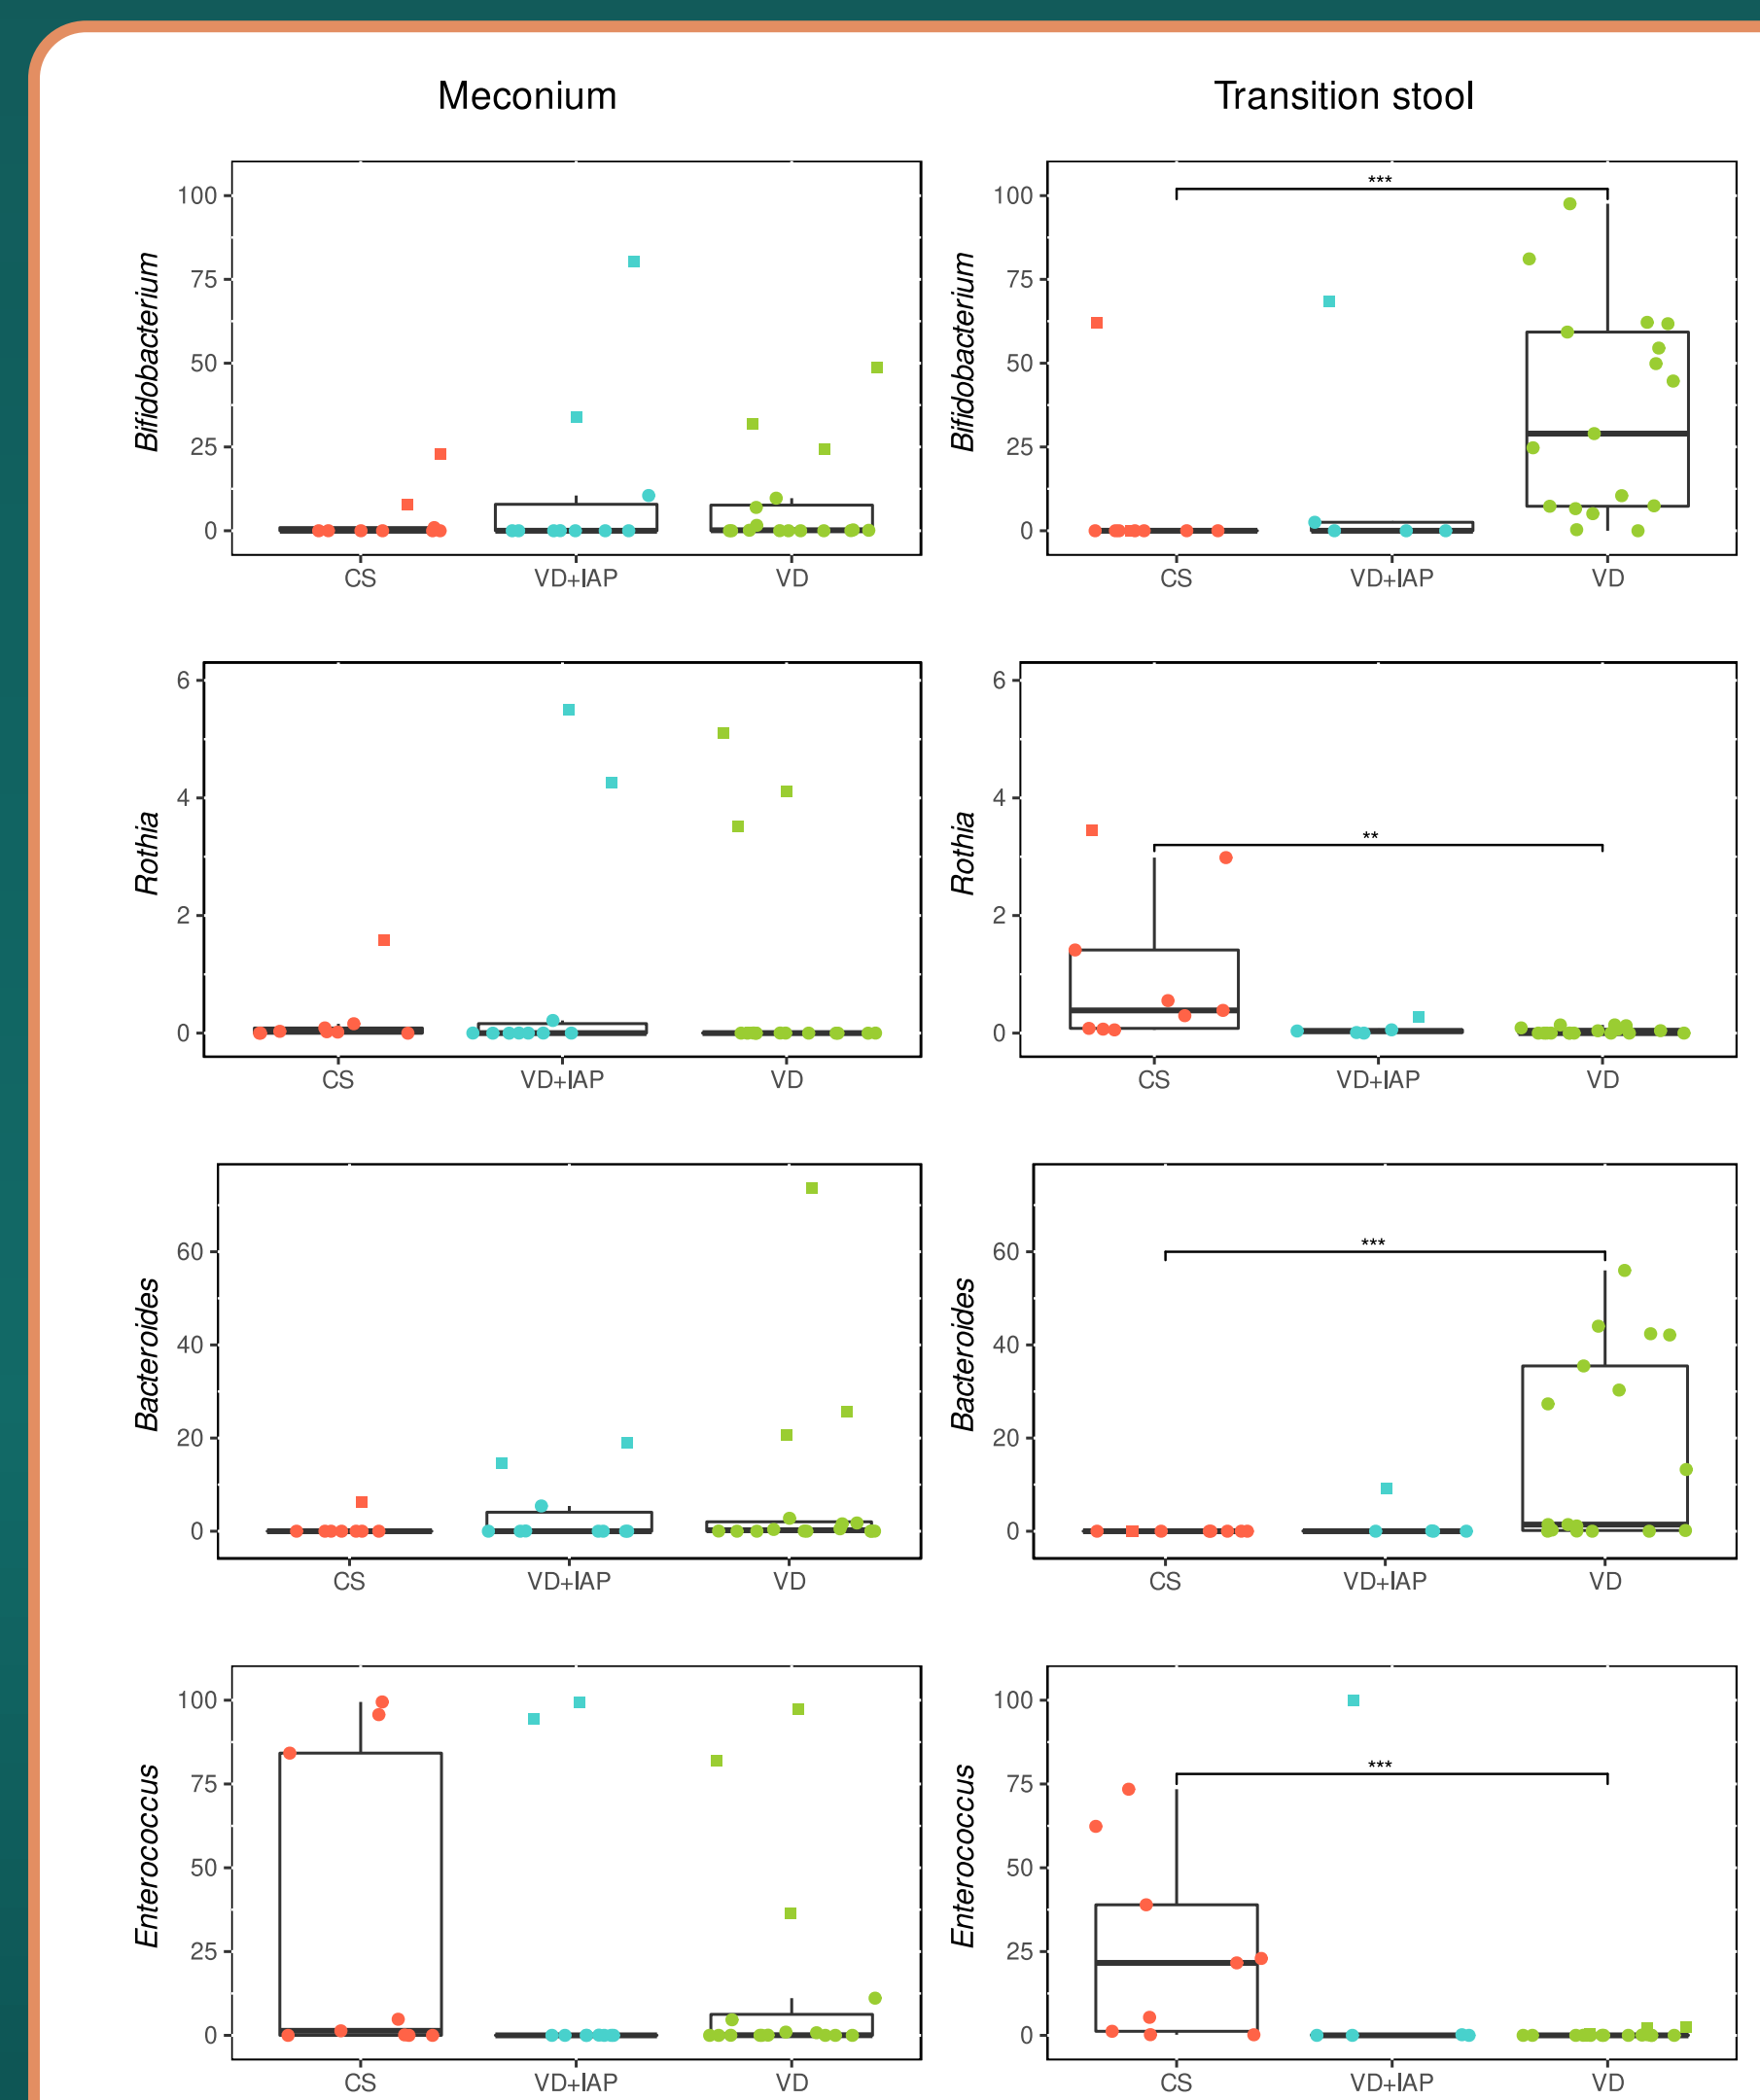 Meconium
Transition stool
Bifidobacterium
100
75
50
25
0
CS VD+IAP VD
Bifidobacterium
100
75
50
25
0
***
CS VD+IAP VD
Rothia
6
4
2
0
CS VD+IAP VD
Rothia
6
4
2
0
**
CS VD+IAP VD
Bacteroides
60
40
20
0
CS VD+IAP VD
Bacteroides
60
40
20
0
***
CS VD+IAP VD
Enterococcus
100
75
50
25
0
CS VD+IAP VD
Enterococcus
100
75
50
25
0
***
CS VD+IAP VD